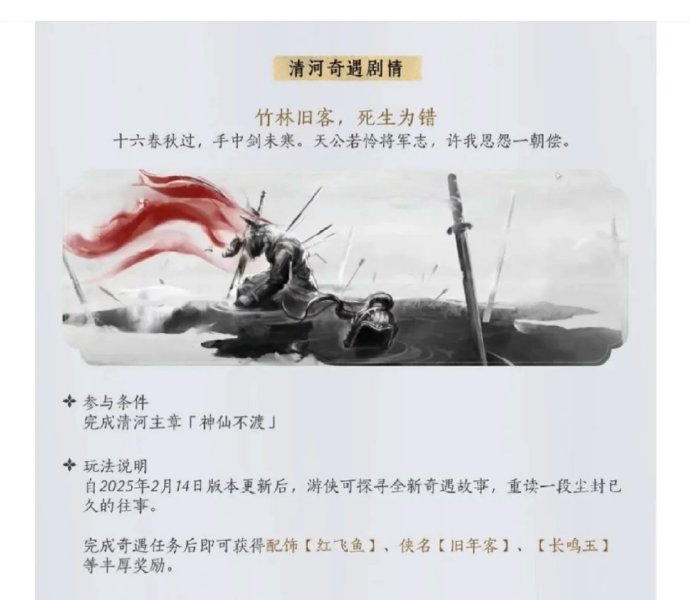 清河奇遇剧情
竹林旧客，死生为错
十六春秋过，手中剑未寒。天公若怜将军志，许我恩怨一朝偿。
参与条件
完成清河主章「神仙不渡」
玩法说明
自2025年2月14日版本更新后，游侠可探寻全新奇遇故事，重读一段尘封已
久的往事。
完成奇遇任务后即可获得配饰【红飞鱼】、侠名【旧年客】、【长鸣玉】
等丰厚奖励。